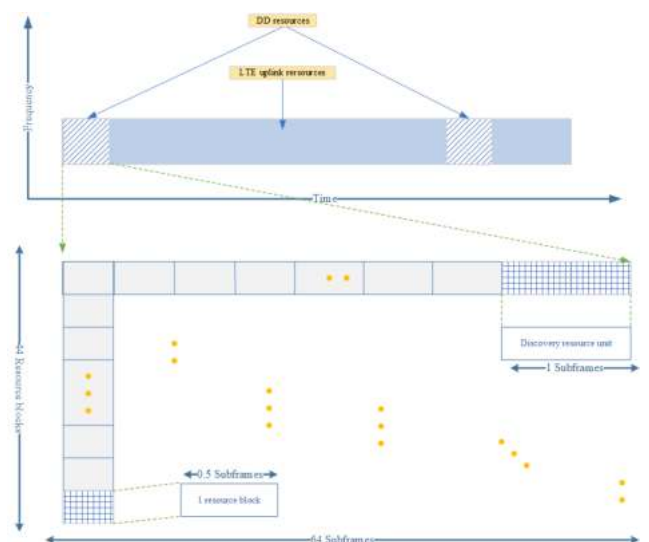 DD resources
LTE uplink resources
Frequency
Time
44 Resource blocks
Discovery resource unit
1 Subframes
0.5 Subframes
1 resource block
64 Subframes